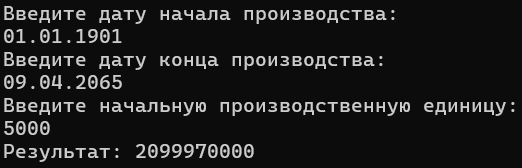 Введите дату начала производства:
01.01.1901
Введите дату конца производства:
09.04.2065
Введите начальную производственную единицу:
5000
Результат: 2099970000